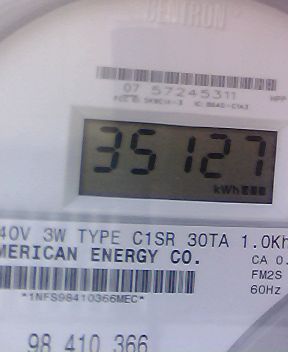 CENTRON
07 57245311
35127
kWh
40V 3W TYPE C1SR 30TA 1.0Kh
MERICAN ENERGY CO.
CA 0.
FM2S
60Hz
*1NFS98410366MEC*
98 410 366